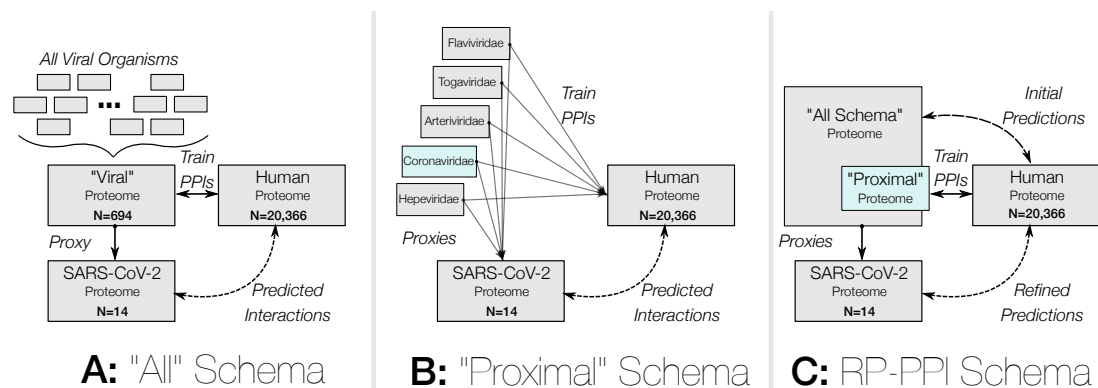 All Viral Organisms
...
"Viral"
Proteome
N=694
Train
PPIs
Human
Proteome
N=20,366
Proxy
SARS-CoV-2
Proteome
N=14
Predicted
Interactions
A: "All" Schema
Flaviviridae
Togaviridae
Arteriviridae
Coronaviridae
Hepeviridae
Train
PPIs
Human
Proteome
N=20,366
Proxies
SARS-CoV-2
Proteome
N=14
Predicted
Interactions
B: "Proximal" Schema
"All Schema"
Proteome
Initial
Predictions
"Proximal"
Proteome
Train
PPIs
Human
Proteome
N=20,366
Proxies
SARS-CoV-2
Proteome
N=14
Refined
Predictions
C: RP-PPI Schema